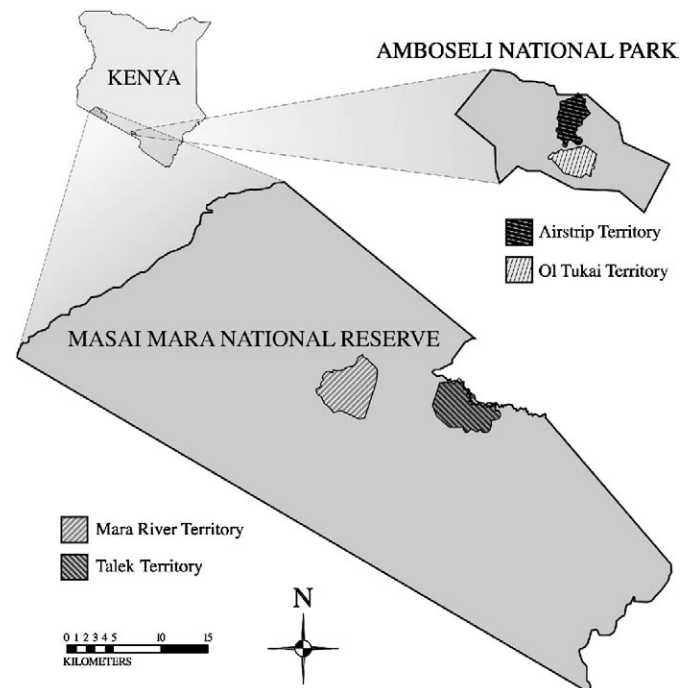 KENYA
AMBOSELI NATIONAL PARK
Airstrip Territory
Ol Tukai Territory
MASAI MARA NATIONAL RESERVE
Mara River Territory
Talek Territory
N
0 1 2 3 4 5 10 15
KILOMETERS